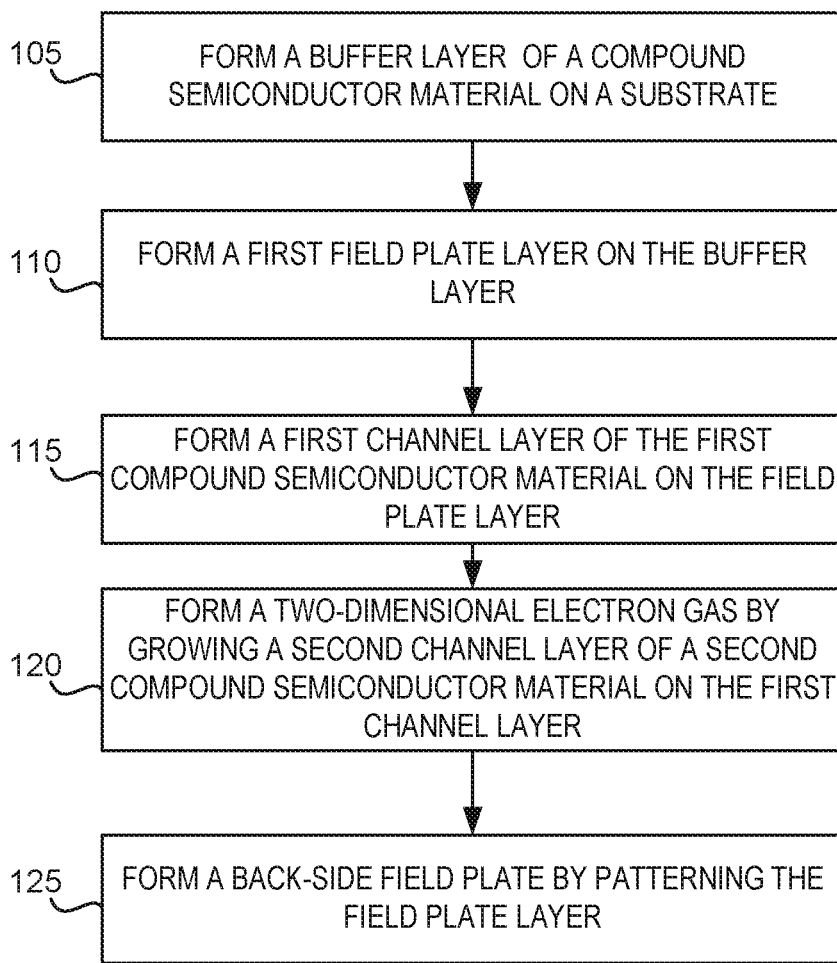 105
FORM A BUFFER LAYER OF A COMPOUND
SEMICONDUCTOR MATERIAL ON A SUBSTRATE
110
FORM A FIRST FIELD PLATE LAYER ON THE BUFFER
LAYER
115
FORM A FIRST CHANNEL LAYER OF THE FIRST
COMPOUND SEMICONDUCTOR MATERIAL ON THE FIELD
PLATE LAYER
120
FORM A TWO-DIMENSIONAL ELECTRON GAS BY
GROWING A SECOND CHANNEL LAYER OF A SECOND
COMPOUND SEMICONDUCTOR MATERIAL ON THE FIRST
CHANNEL LAYER
125
FORM A BACK-SIDE FIELD PLATE BY PATTERNING THE
FIELD PLATE LAYER